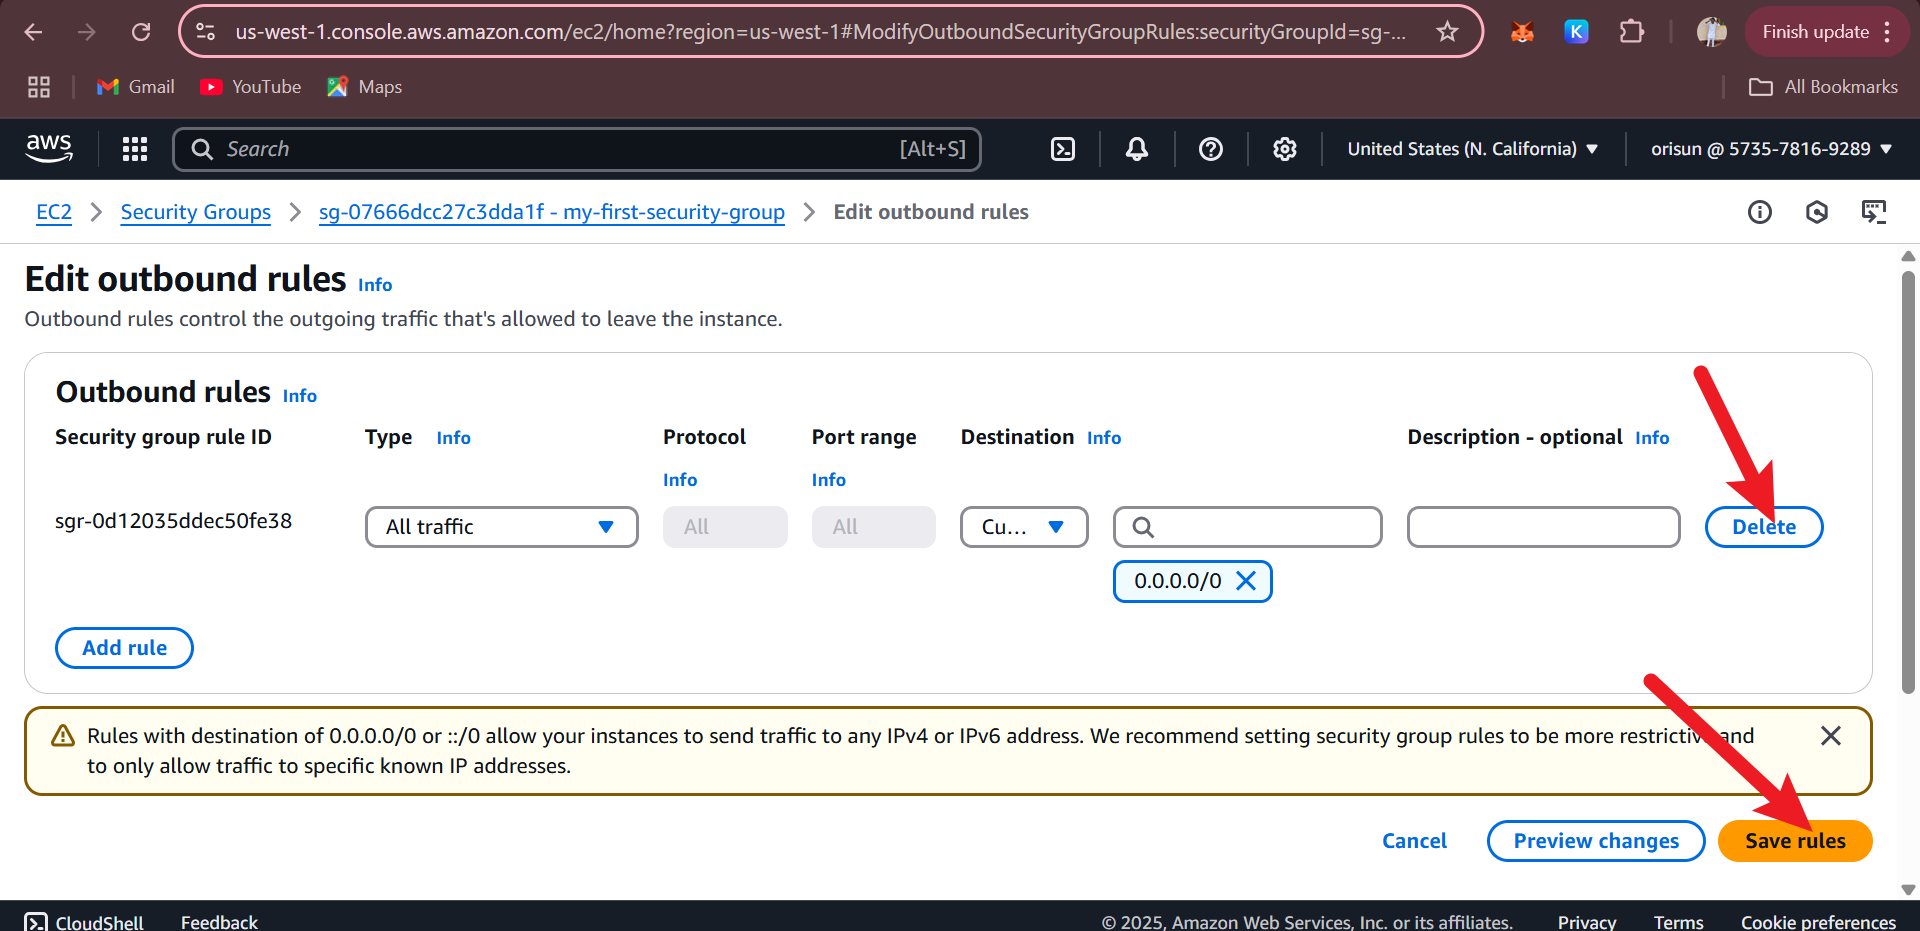 us-west-1.console.aws.amazon.com/ec2/home?region=us-west-1#ModifyOutboundSecurityGroupRules:securityGroupId=sg-...
K
Finish update
Gmail
YouTube
Maps
All Bookmarks
aws
Search
[Alt+S]
United States (N. California)
orisun @ 5735-7816-9289
EC2
Security Groups
sg-07666dcc27c3dda1f - my-first-security-group
Edit outbound rules
Edit outbound rules Info
Outbound rules control the outgoing traffic that's allowed to leave the instance.
Outbound rules Info
Security group rule ID
Type Info
Protocol
Info
Port range
Info
Destination Info
Description - optional Info
sgr-0d12035ddec50fe38
All traffic
All
All
Cu...
Delete
0.0.0.0/0
Add rule
Rules with destination of 0.0.0.0/0 or ::/0 allow your instances to send traffic to any IPv4 or IPv6 address. We recommend setting security group rules to be more restrictive and
to only allow traffic to specific known IP addresses.
Cancel
Preview changes
Save rules
CloudShell
Feedback
© 2025, Amazon Web Services, Inc. or its affiliates.
Privacy
Terms
Cookie preferences